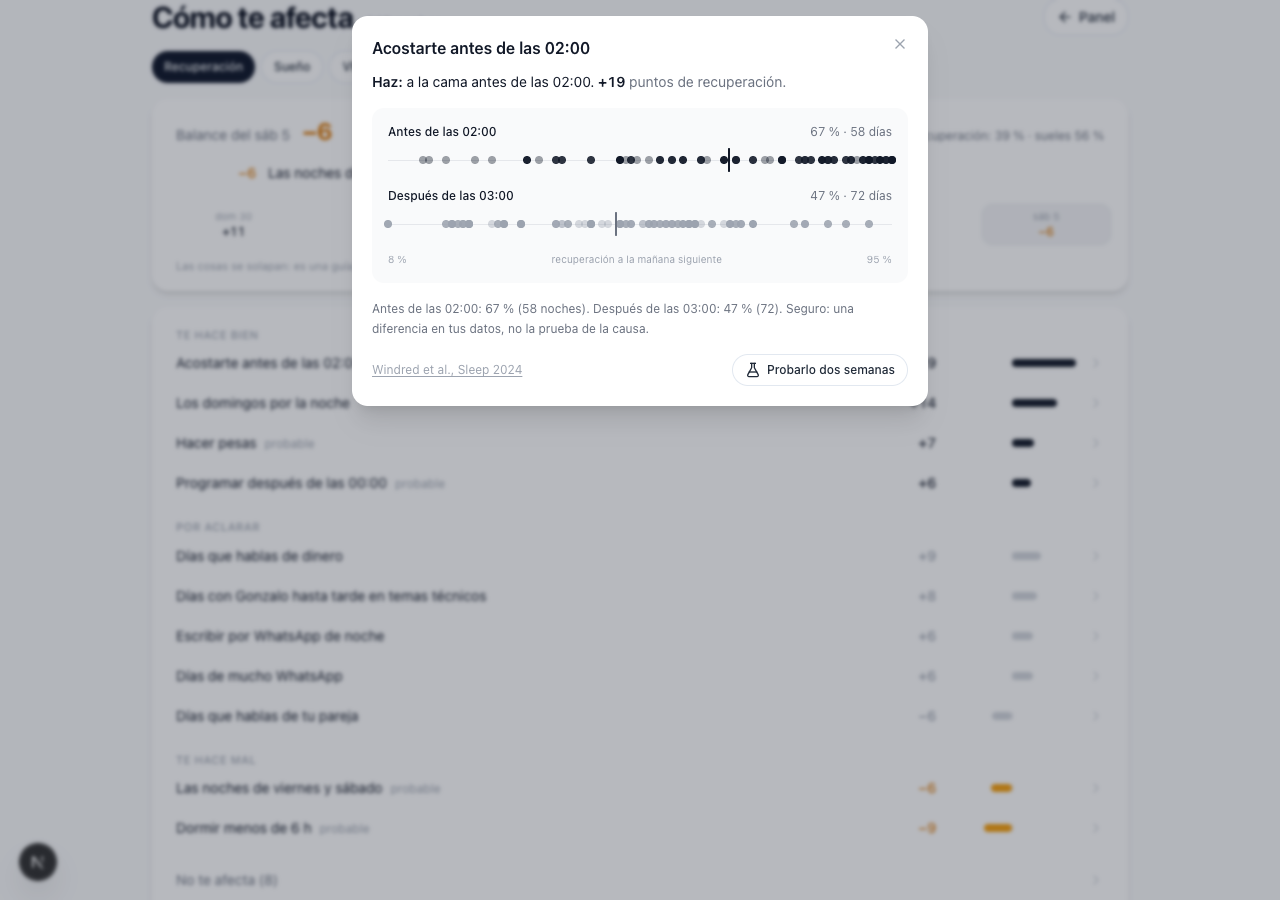 Cómo te afecta
Panel
Recuperación
Sueño
Acostarte antes de las 02:00
Haz: a la cama antes de las 02:00. +19 puntos de recuperación.
Antes de las 02:00
67 % · 58 días
Después de las 03:00
47 % · 72 días
8 %
recuperación a la mañana siguiente
95 %
Antes de las 02:00: 67 % (58 noches). Después de las 03:00: 47 % (72). Seguro: una
diferencia en tus datos, no la prueba de la causa.
Windred et al., Sleep 2024
Probarlo dos semanas
Balance del sáb 5 −6
39 % · sueles 56 %
−6 Las noches d
+11
sáb 5
−6
TE HACE BIEN
Acostarte antes de las 02:0
Los domingos por la noche
Hacer pesas probable +7
Programar después de las 00:00 probable +6
POR ACLARAR
Días que hablas de dinero +9
Días con Gonzalo hasta tarde en temas técnicos +8
Escribir por WhatsApp de noche +6
Días de mucho WhatsApp +6
Días que hablas de tu pareja −6
TE HACE MAL
Las noches de viernes y sábado probable −6
Dormir menos de 6 h probable −9
No te afecta (8)
N